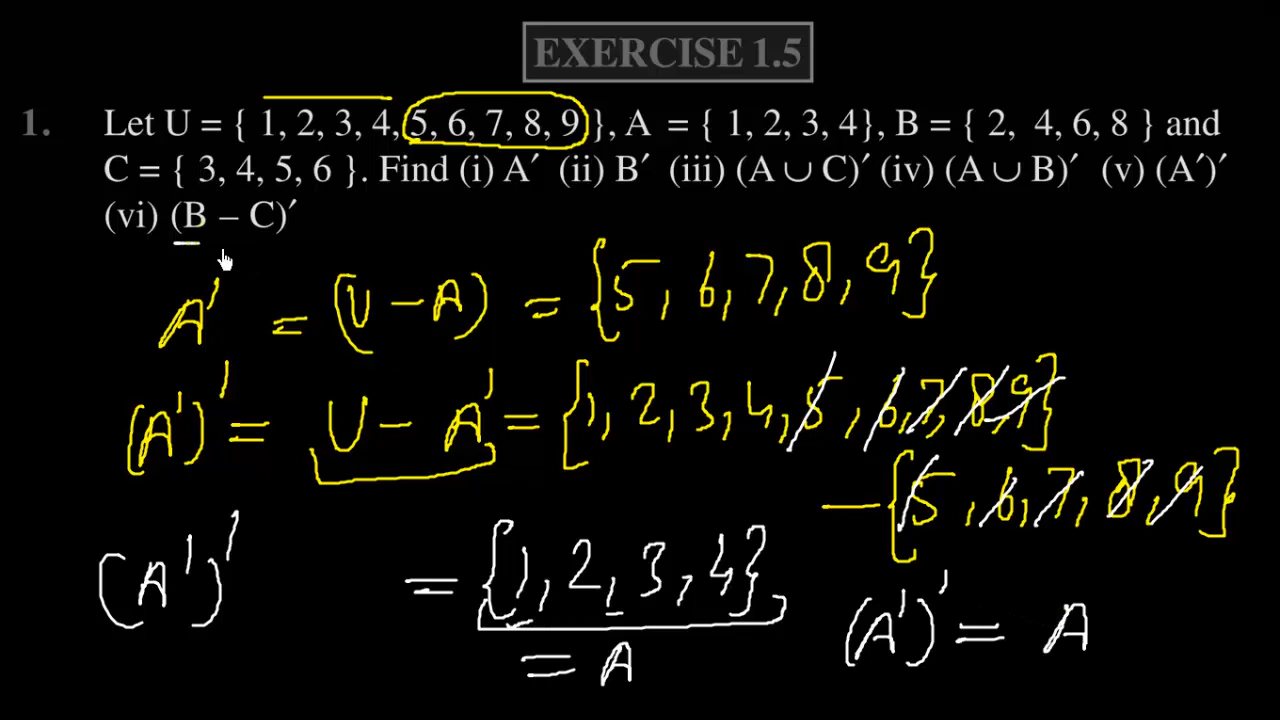 EXERCISE 1.5
1. Let U = { 1, 2, 3, 4, 5, 6, 7, 8, 9 }, A = { 1, 2, 3, 4}, B = { 2, 4, 6, 8 } and
C = { 3, 4, 5, 6 }. Find (i) A′ (ii) B′ (iii) (A ∪ C)′ (iv) (A ∪ B)′ (v) (A′)′
(vi) (B – C)′
A' = (U - A) = {5, 6, 7, 8, 9}
(A')' = U - A' = {1, 2, 3, 4, 5, 6, 7, 8, 9}
- {5, 6, 7, 8, 9}
(A')' = {1, 2, 3, 4}
= A
(A')' = A